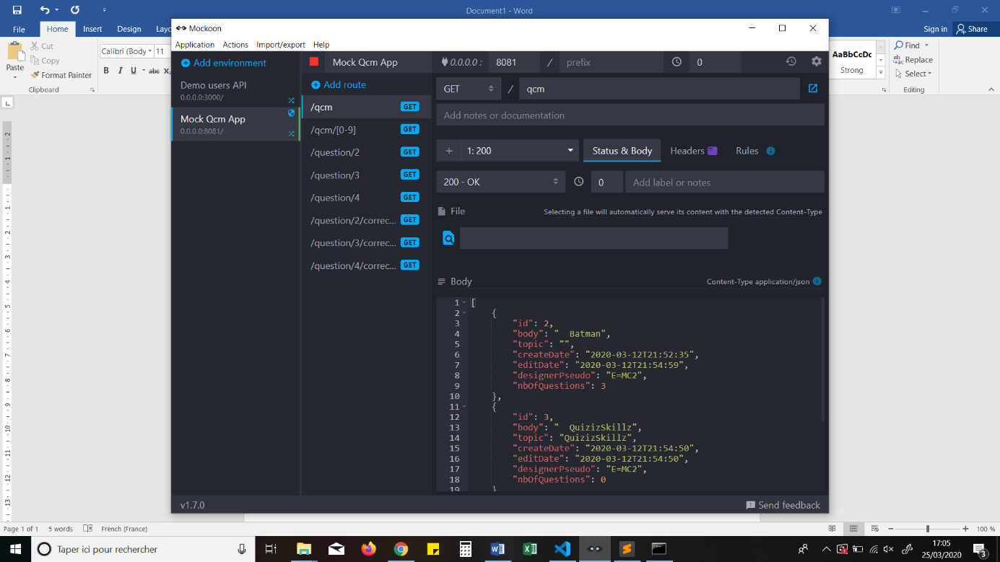 Document1 - Word
File Home Insert Design Layc
Sign in Share
Paste
Cut
Copy
Format Painter
Clipboard
Calibri (Body 11
B I U abc x
AaBbCcDc
Strong
Find
Replace
Select
Editing
Mockoon
Application Actions Import/export Help
Add environment
Demo users API
0.0.0.0:3000/
Mock Qcm App
0.0.0.0:8081/
Mock Qcm App 0.0.0.0 : 8081 / prefix 0
Add route
/qcm GET
/qcm/[0-9] GET
/question/2 GET
/question/3 GET
/question/4 GET
/question/2/correc... GET
/question/3/correc... GET
/question/4/correc... GET
GET / qcm
Add notes or documentation
+ 1: 200 Status & Body Headers Rules
200 - OK 0 Add label or notes
File Selecting a file will automatically serve its content with the detected Content-Type
Body Content-Type application/json
1 [
2 {
3 "id": 2,
4 "body": "  Batman",
5 "topic": "",
6 "createDate": "2020-03-12T21:52:35",
7 "editDate": "2020-03-12T21:54:59",
8 "designerPseudo": "E=MC2",
9 "nbOfQuestions": 3
10 },
11 {
12 "id": 3,
13 "body": "  QuizizSkillz",
14 "topic": "QuizizSkillz",
15 "createDate": "2020-03-12T21:54:50",
16 "editDate": "2020-03-12T21:54:50",
17 "designerPseudo": "E=MC2",
18 "nbOfQuestions": 0
19 }
v1.7.0 Send feedback
Page 1 of 1 5 words French (France) 100 %
Taper ici pour rechercher
17:05
25/03/2020
3